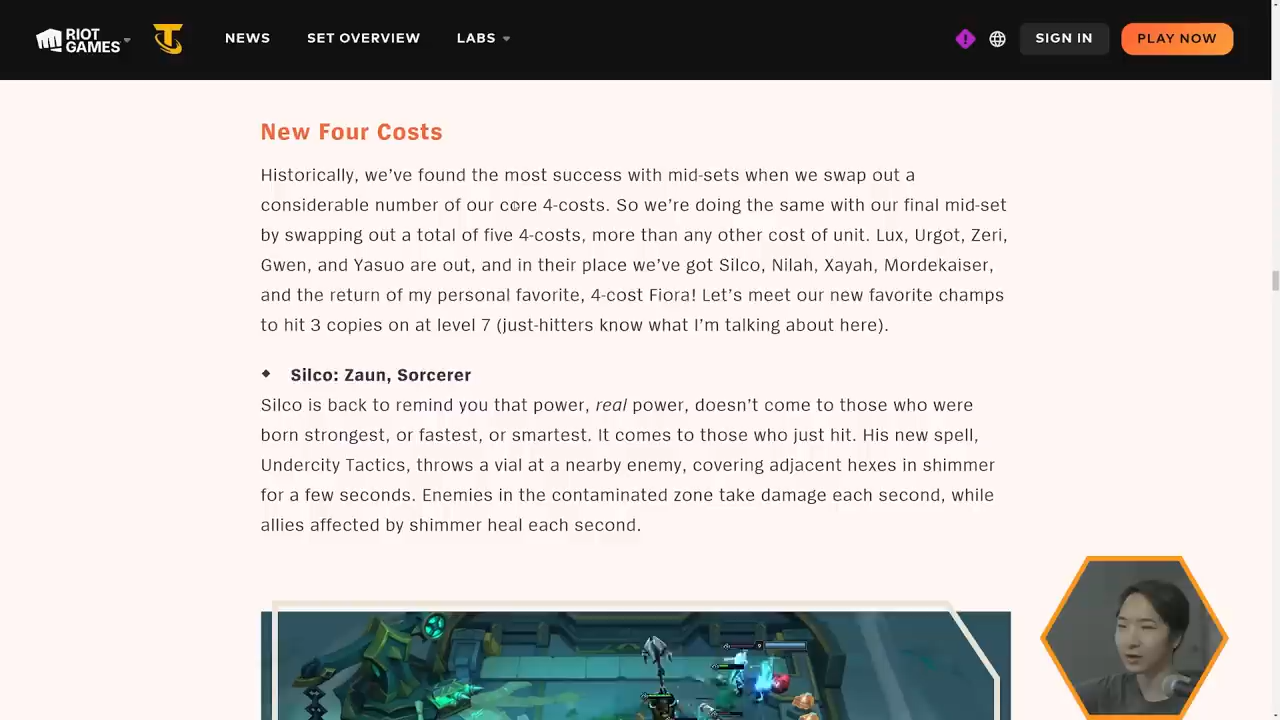 RIOT
GAMES
NEWS
SET OVERVIEW
LABS
SIGN IN
PLAY NOW
New Four Costs
Historically, we’ve found the most success with mid-sets when we swap out a
considerable number of our core 4-costs. So we’re doing the same with our final mid-set
by swapping out a total of five 4-costs, more than any other cost of unit. Lux, Urgot, Zeri,
Gwen, and Yasuo are out, and in their place we’ve got Silco, Nilah, Xayah, Mordekaiser,
and the return of my personal favorite, 4-cost Fiora! Let’s meet our new favorite champs
to hit 3 copies on at level 7 (just-hitters know what I’m talking about here).
Silco: Zaun, Sorcerer
Silco is back to remind you that power, real power, doesn’t come to those who were
born strongest, or fastest, or smartest. It comes to those who just hit. His new spell,
Undercity Tactics, throws a vial at a nearby enemy, covering adjacent hexes in shimmer
for a few seconds. Enemies in the contaminated zone take damage each second, while
allies affected by shimmer heal each second.